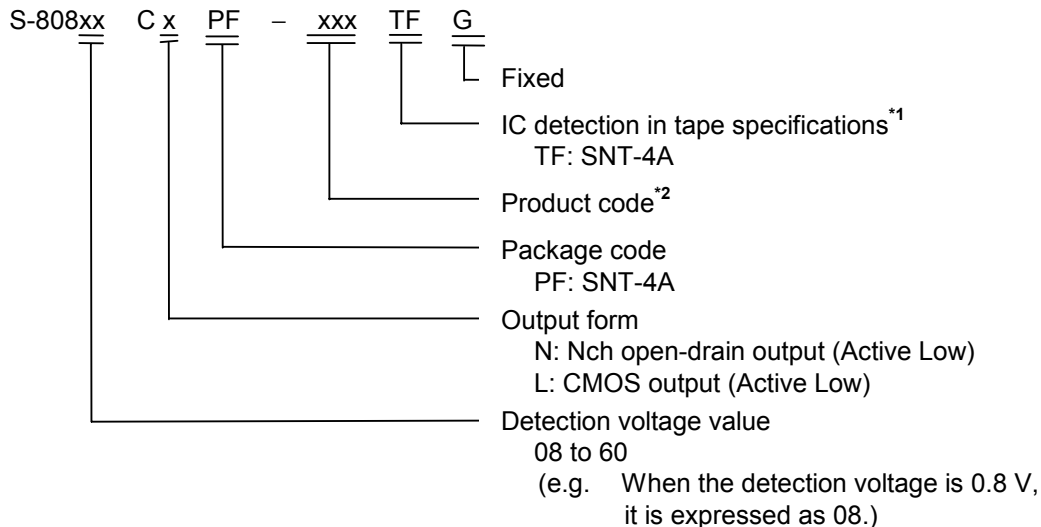 S-808xx C x PF – xxx TF G
Fixed
IC detection in tape specifications*1
TF: SNT-4A
Product code*2
Package code
PF: SNT-4A
Output form
N: Nch open-drain output (Active Low)
L: CMOS output (Active Low)
Detection voltage value
08 to 60
(e.g. When the detection voltage is 0.8 V,
it is expressed as 08.)